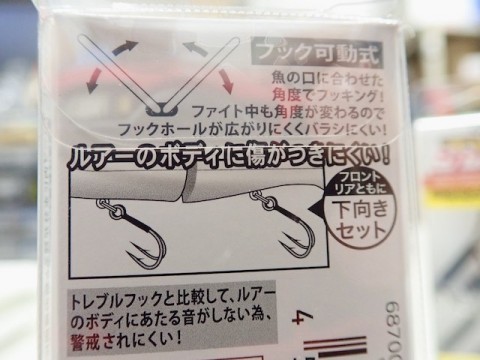 フック可動式
魚の口に合わせた
角度でフッキング!
ファイト中も角度が変わるので
フックホールが広がりにくくバラシにくい!
ルアーのボディに傷がつきにくい!
フロント
リアともに
下向き
セット
トレブルフックと比較して、ルアー
のボディにあたる音がしない為、
警戒されにくい!
4
68709